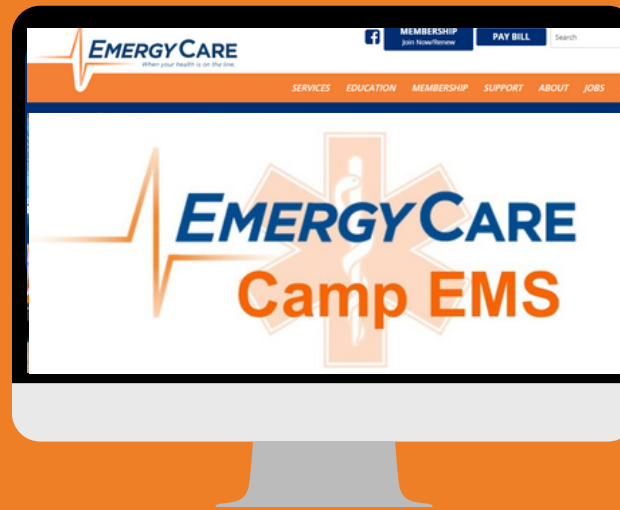 MEMBERSHIP
Join Now/Renew
PAY BILL
Search
EMERGYCARE
When your health is on the line.
SERVICES EDUCATION MEMBERSHIP SUPPORT ABOUT JOBS
EMERGYCARE
Camp EMS